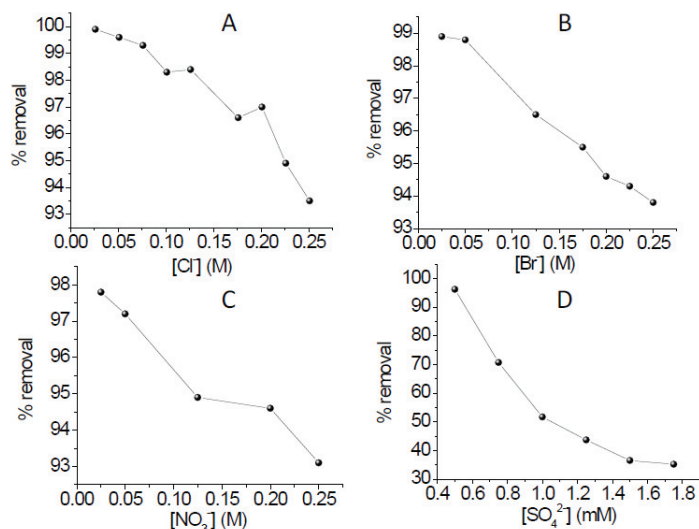 A
100
99
98
97
96
95
94
93
% removal
0.00 0.05 0.10 0.15 0.20 0.25
[Cl] (M)
B
99
98
97
96
95
94
93
% removal
0.00 0.05 0.10 0.15 0.20 0.25
[Br] (M)
C
98
97
96
95
94
93
% removal
0.00 0.05 0.10 0.15 0.20 0.25
[NO3] (M)
D
100
90
80
70
60
50
40
30
% removal
0.4 0.6 0.8 1.0 1.2 1.4 1.6 1.8
[SO4²] (mM)